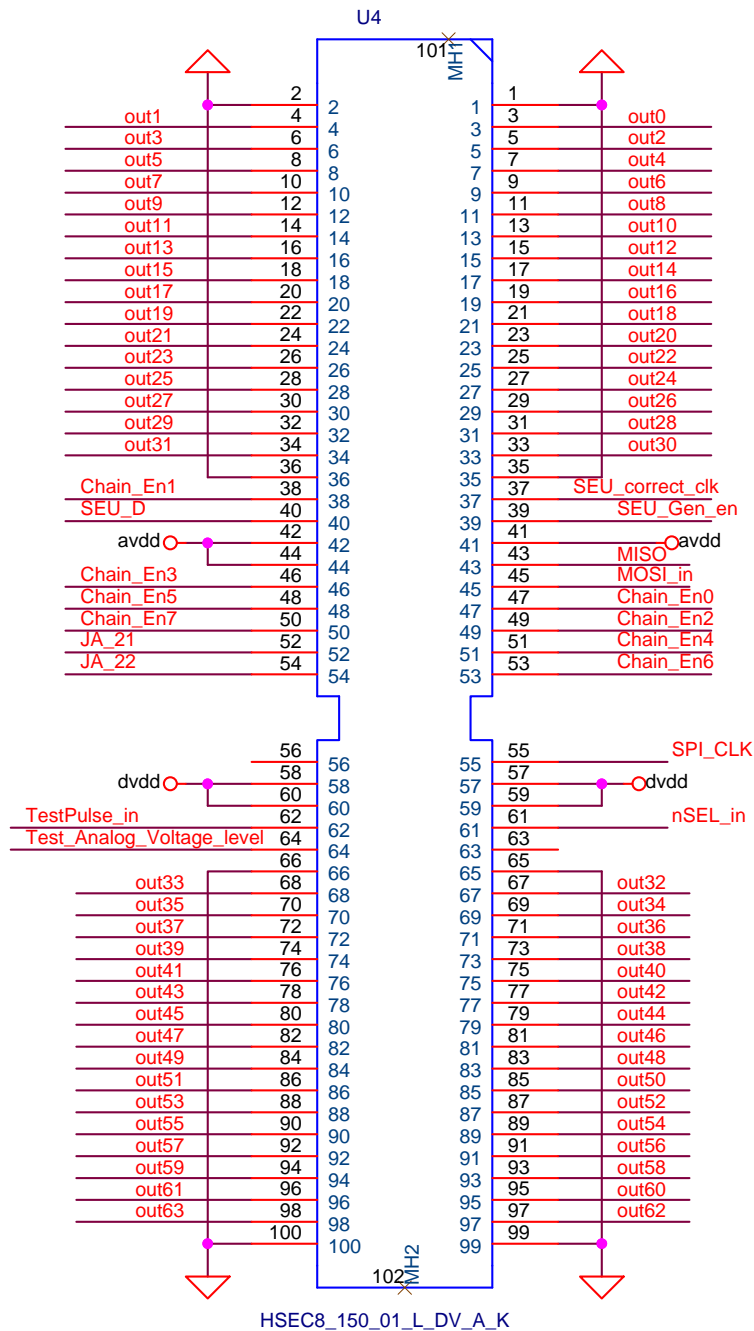 U4
101 MH1
2 2 1 1
out1 4 4 3 3 out0
out3 6 6 5 5 out2
out5 8 8 7 7 out4
out7 10 10 9 9 out6
out9 12 12 11 11 out8
out11 14 14 13 13 out10
out13 16 16 15 15 out12
out15 18 18 17 17 out14
out17 20 20 19 19 out16
out19 22 22 21 21 out18
out21 24 24 23 23 out20
out23 26 26 25 25 out22
out25 28 28 27 27 out24
out27 30 30 29 29 out26
out29 32 32 31 31 out28
out31 34 34 33 33 out30
36 36 35 35
Chain_En1 38 38 37 37 SEU_correct_clk
SEU_D 40 40 39 39 SEU_Gen_en
avdd 42 42 41 41 avdd
44 44 43 43 MISO
Chain_En3 46 46 45 45 MOSI_in
Chain_En5 48 48 47 47 Chain_En0
Chain_En7 50 50 49 49 Chain_En2
JA_21 52 52 51 51 Chain_En4
JA_22 54 54 53 53 Chain_En6
56 56 55 55 SPI_CLK
dvdd 58 58 57 57 dvdd
60 60 59 59
TestPulse_in 62 62 61 61 nSEL_in
Test_Analog_Voltage_level 64 64 63 63
66 66 65 65
out33 68 68 67 67 out32
out35 70 70 69 69 out34
out37 72 72 71 71 out36
out39 74 74 73 73 out38
out41 76 76 75 75 out40
out43 78 78 77 77 out42
out45 80 80 79 79 out44
out47 82 82 81 81 out46
out49 84 84 83 83 out48
out51 86 86 85 85 out50
out53 88 88 87 87 out52
out55 90 90 89 89 out54
out57 92 92 91 91 out56
out59 94 94 93 93 out58
out61 96 96 95 95 out60
out63 98 98 97 97 out62
100 100 99 99
102 MH2
HSEC8_150_01_L_DV_A_K